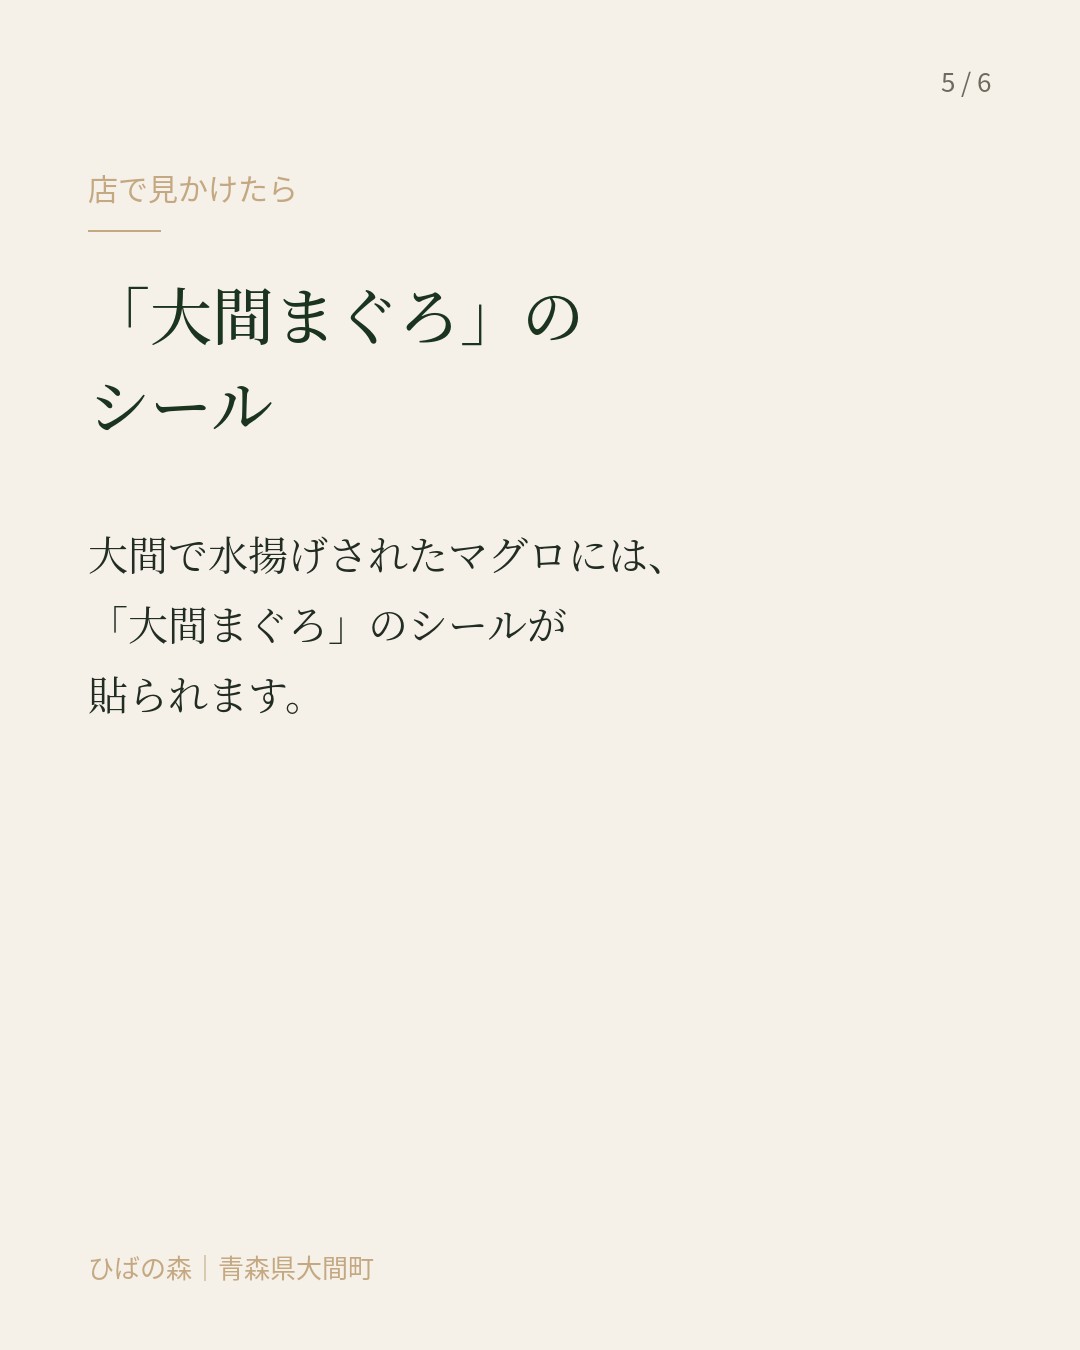 5 / 6
店で見かけたら
「大間まぐろ」の
シール
大間で水揚げされたマグロには、
「大間まぐろ」のシールが
貼られます。
ひばの森｜青森県大間町